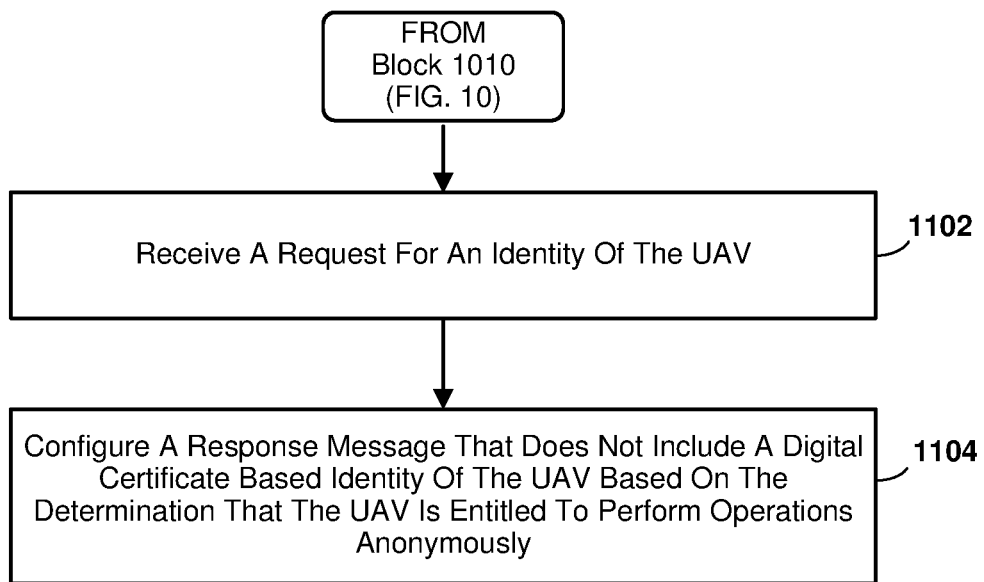 FROM
Block 1010
(FIG. 10)
1102
Receive A Request For An Identity Of The UAV
1104
Configure A Response Message That Does Not Include A Digital
Certificate Based Identity Of The UAV Based On The
Determination That The UAV Is Entitled To Perform Operations
Anonymously